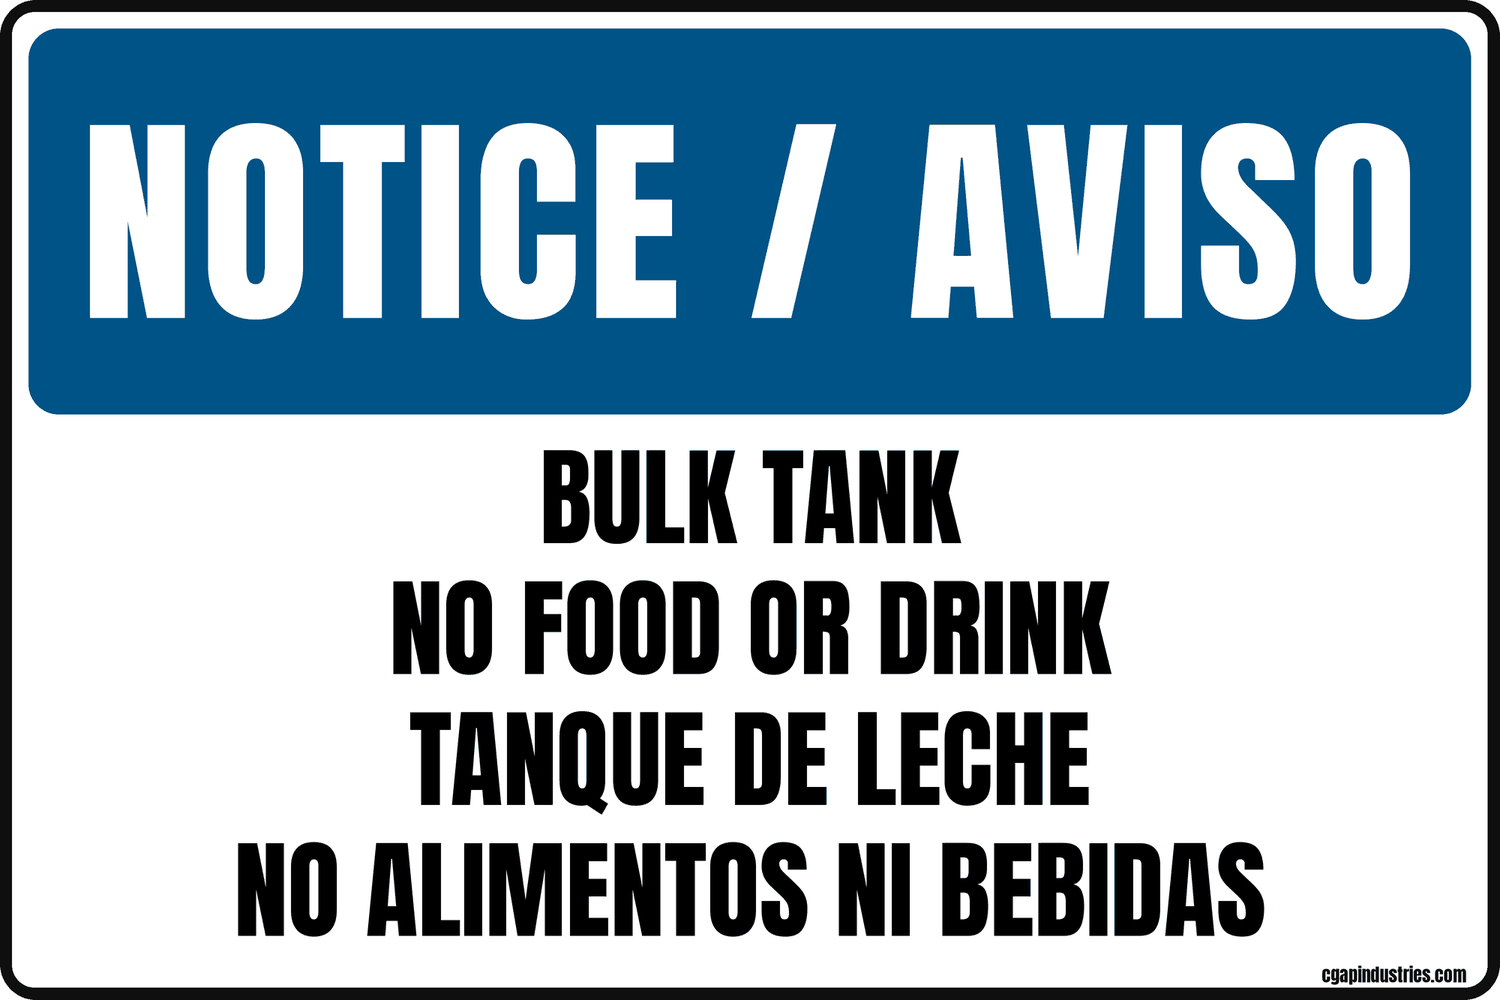 NOTICE / AVISO
BULK TANK
NO FOOD OR DRINK
TANQUE DE LECHE
NO ALIMENTOS NI BEBIDAS
cgapindustries.com